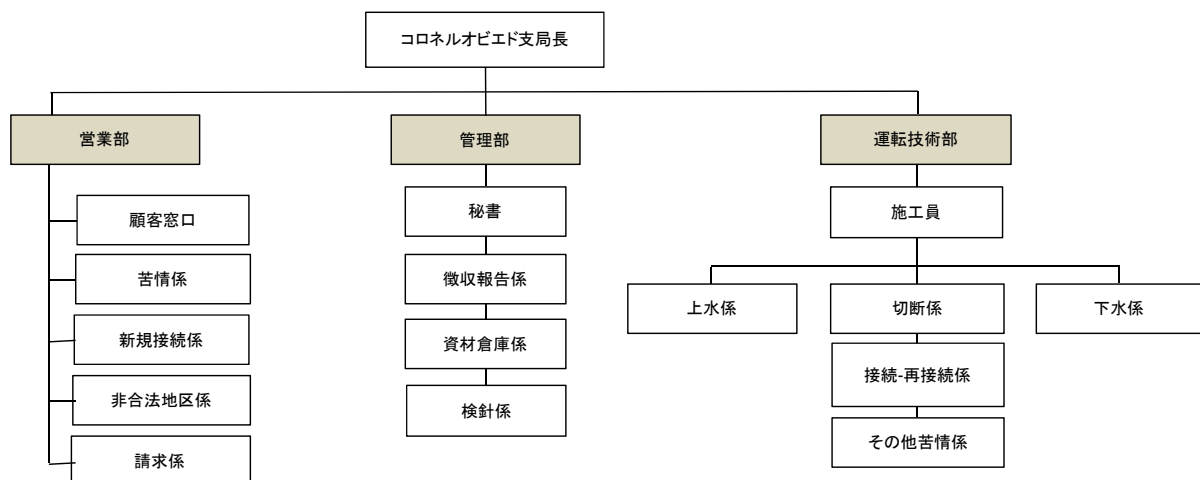 コロネルオビエド支局長
営業部
管理部
運転技術部
顧客窓口
苦情係
新規接続係
非合法地区係
請求係
秘書
徴収報告係
資材倉庫係
検針係
施工員
上水係
切断係
下水係
接続-再接続係
その他苦情係